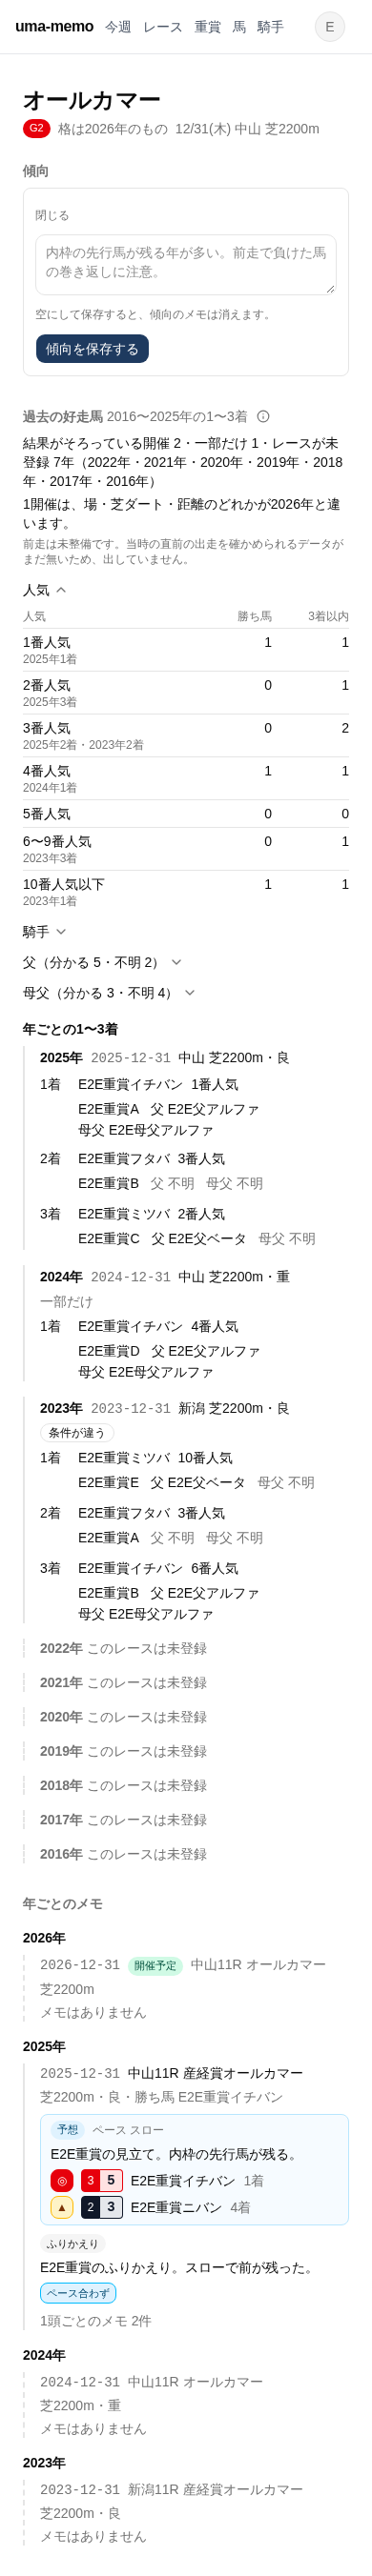 uma-memo 今週 レース 重賞 馬 騎手 E
オールカマー
G2 格は2026年のもの 12/31(木) 中山 芝2200m
傾向
閉じる
内枠の先行馬が残る年が多い。前走で負けた馬
の巻き返しに注意。
空にして保存すると、傾向のメモは消えます。
傾向を保存する
過去の好走馬 2016〜2025年の1〜3着
結果がそろっている開催 2・一部だけ 1・レースが未
登録 7年（2022年・2021年・2020年・2019年・2018
年・2017年・2016年）
1開催は、場・芝ダート・距離のどれかが2026年と違
います。
前走は未整備です。当時の直前の出走を確かめられるデータが
まだ無いため、出していません。
人気
人気 勝ち馬 3着以内
1番人気 1 1
2025年1着
2番人気 0 1
2025年3着
3番人気 0 2
2025年2着・2023年2着
4番人気 1 1
2024年1着
5番人気 0 0
6〜9番人気 0 1
2023年3着
10番人気以下 1 1
2023年1着
騎手
父（分かる 5・不明 2）
母父（分かる 3・不明 4）
年ごとの1〜3着
2025年 2025-12-31 中山 芝2200m・良
1着 E2E重賞イチバン 1番人気
E2E重賞A 父 E2E父アルファ
母父 E2E母父アルファ
2着 E2E重賞フタバ 3番人気
E2E重賞B 父 不明 母父 不明
3着 E2E重賞ミツバ 2番人気
E2E重賞C 父 E2E父ベータ 母父 不明
2024年 2024-12-31 中山 芝2200m・重
一部だけ
1着 E2E重賞イチバン 4番人気
E2E重賞D 父 E2E父アルファ
母父 E2E母父アルファ
2023年 2023-12-31 新潟 芝2200m・良
条件が違う
1着 E2E重賞ミツバ 10番人気
E2E重賞E 父 E2E父ベータ 母父 不明
2着 E2E重賞フタバ 3番人気
E2E重賞A 父 不明 母父 不明
3着 E2E重賞イチバン 6番人気
E2E重賞B 父 E2E父アルファ
母父 E2E母父アルファ
2022年 このレースは未登録
2021年 このレースは未登録
2020年 このレースは未登録
2019年 このレースは未登録
2018年 このレースは未登録
2017年 このレースは未登録
2016年 このレースは未登録
年ごとのメモ
2026年
2026-12-31 開催予定 中山11R オールカマー
芝2200m
メモはありません
2025年
2025-12-31 中山11R 産経賞オールカマー
芝2200m・良・勝ち馬 E2E重賞イチバン
予想 ペース スロー
E2E重賞の見立て。内枠の先行馬が残る。
◎ 3 5 E2E重賞イチバン 1着
▲ 2 3 E2E重賞ニバン 4着
ふりかえり
E2E重賞のふりかえり。スローで前が残った。
ペース合わず
1頭ごとのメモ 2件
2024年
2024-12-31 中山11R オールカマー
芝2200m・重
メモはありません
2023年
2023-12-31 新潟11R 産経賞オールカマー
芝2200m・良
メモはありません